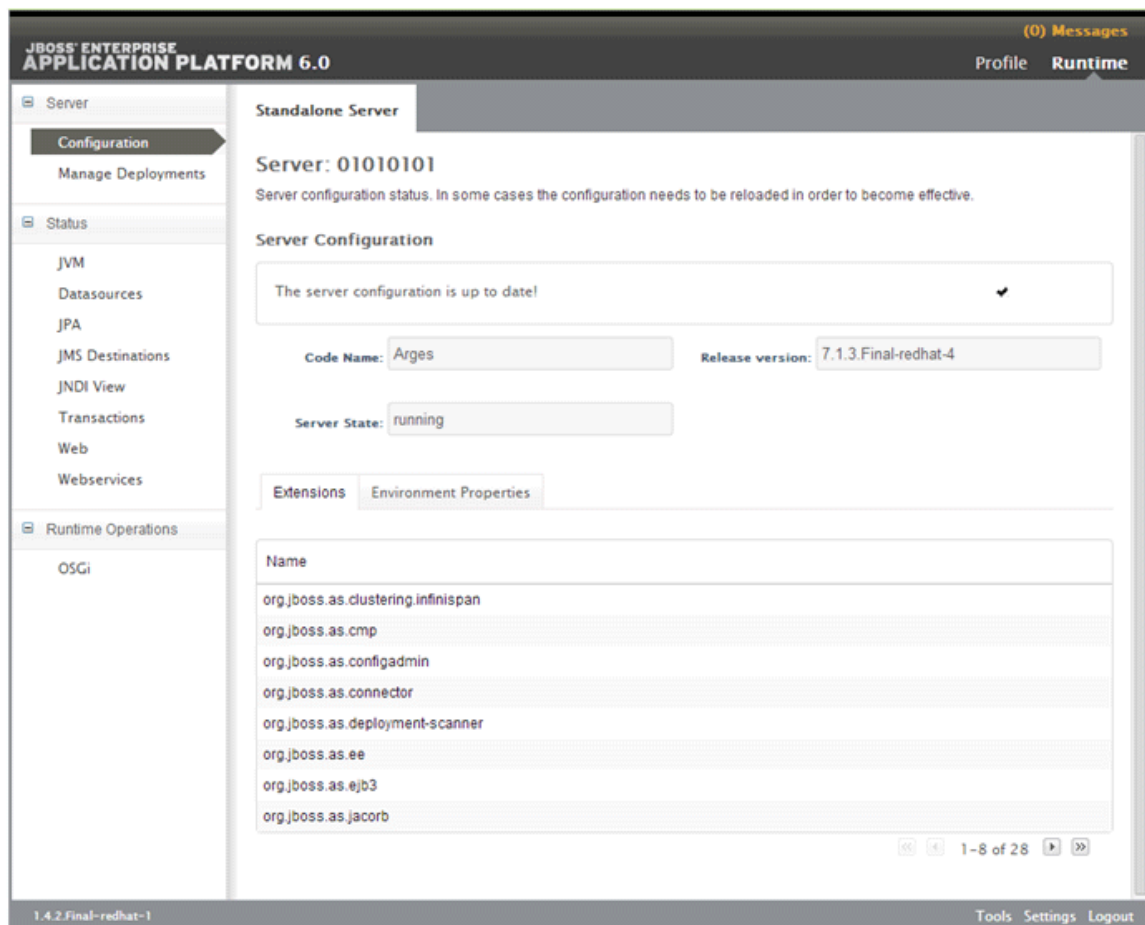 (0) Messages
JBOSS' ENTERPRISE
APPLICATION PLATFORM 6.0
Profile Runtime
Server
Configuration
Manage Deployments
Status
JVM
Datasources
JPA
JMS Destinations
JNDI View
Transactions
Web
Webservices
Runtime Operations
OSGi
Standalone Server
Server: 01010101
Server configuration status. In some cases the configuration needs to be reloaded in order to become effective.
Server Configuration
The server configuration is up to date!
Code Name: Arges Release version: 7.1.3.Final-redhat-4
Server State: running
Extensions Environment Properties
Name
org.jboss.as.clustering.infinispan
org.jboss.as.cmp
org.jboss.as.configadmin
org.jboss.as.connector
org.jboss.as.deployment-scanner
org.jboss.as.ee
org.jboss.as.ejb3
org.jboss.as.jacorb
1-8 of 28
1.4.2.Final-redhat-1 Tools Settings Logout